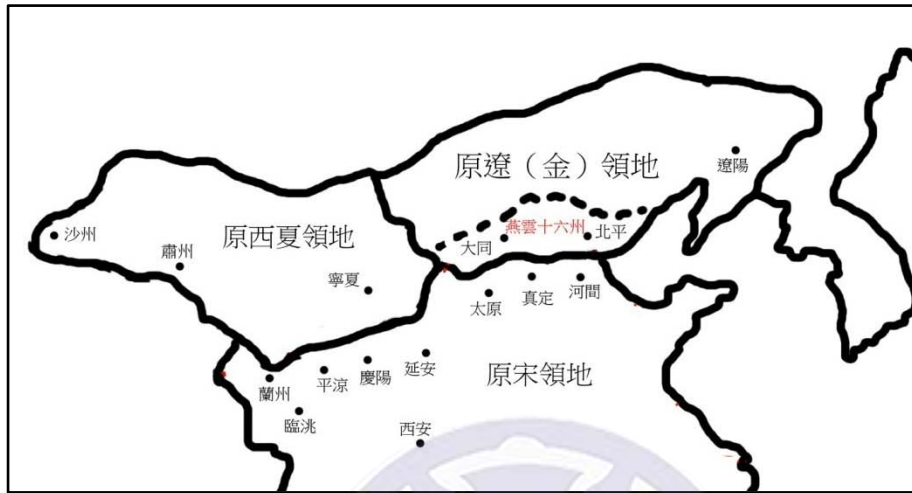 原遼（金）領地
遼陽
燕雲十六州
大同
北平
沙州
肅州
原西夏領地
寧夏
太原
真定
河間
蘭州
平涼
慶陽
延安
原宋領地
臨洮
西安